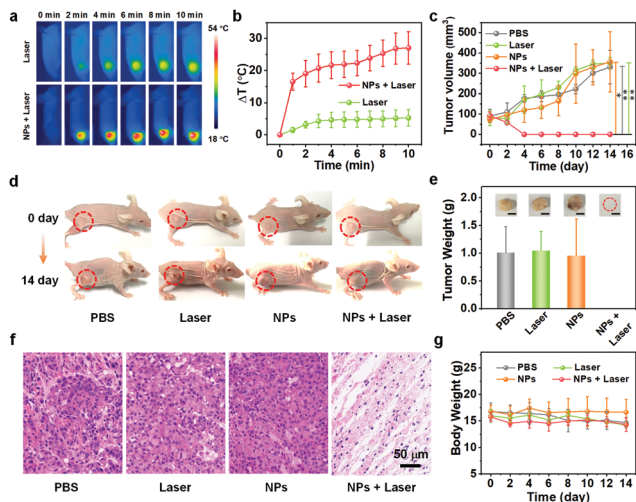 a
0 min 2 min 4 min 6 min 8 min 10 min
54 °C
Laser
NPs + Laser
18 °C
b
ΔT (°C)
40
30
20
10
0
NPs + Laser
Laser
0 2 4 6 8 10
Time (min)
c
Tumor volume (mm³)
600
500
400
300
200
100
0
PBS
Laser
NPs
NPs + Laser
*
**
**
0 2 4 6 8 10 12 14 16
Time (day)
d
0 day
14 day
PBS Laser NPs NPs + Laser
e
Tumor Weight (g)
2.0
1.5
1.0
0.5
0.0
PBS
Laser
NPs
NPs +
Laser
f
50 μm
PBS Laser NPs NPs + Laser
g
Body Weight (g)
25
20
15
10
5
0
PBS Laser
NPs NPs + Laser
0 2 4 6 8 10 12 14
Time (day)